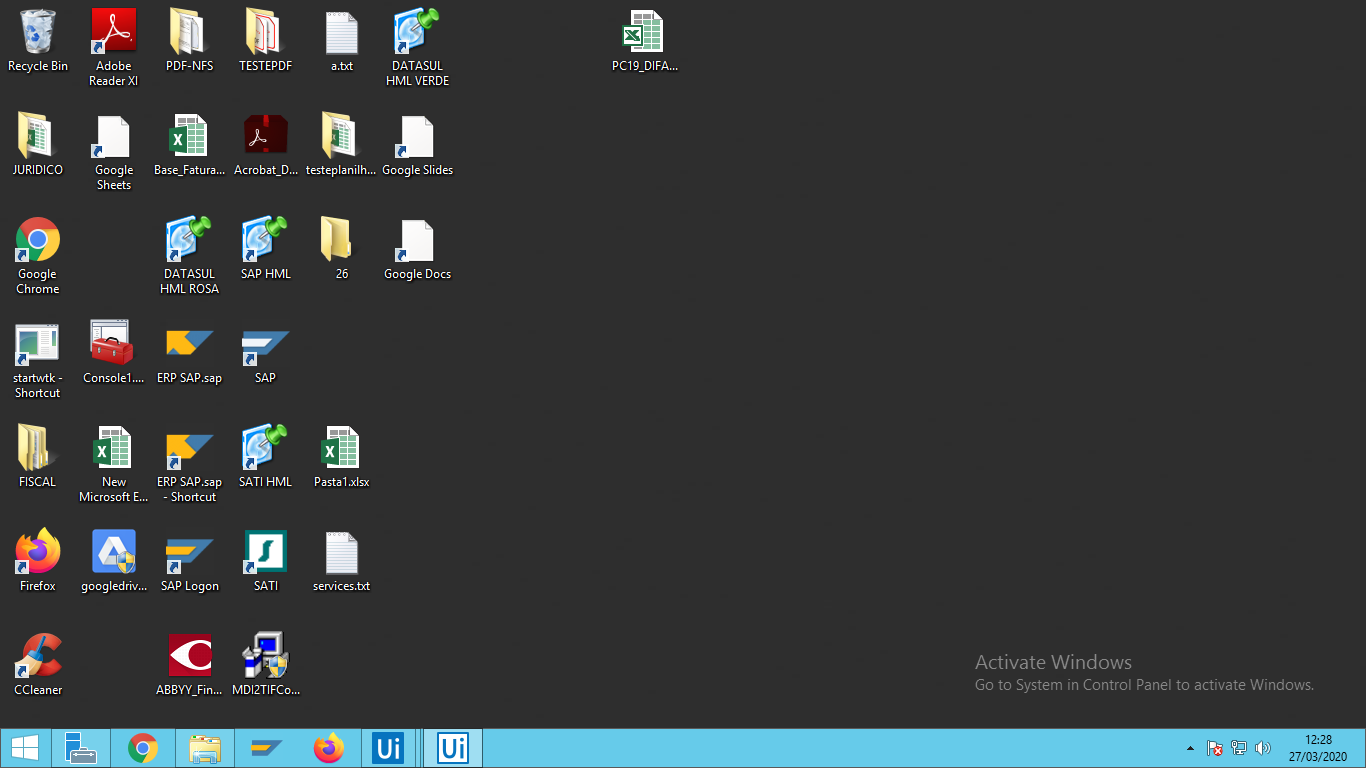 Recycle Bin
Adobe
Reader XI
PDF-NFS
TESTEPDF
a.txt
DATASUL
HML VERDE
PC19_DIFA...
JURIDICO
Google
Sheets
Base_Fatura...
Acrobat_D...
testeplanilh...
Google Slides
Google
Chrome
DATASUL
HML ROSA
SAP HML
26
Google Docs
startwtk -
Shortcut
Console1....
ERP SAP.sap
SAP
FISCAL
New
Microsoft E...
ERP SAP.sap
- Shortcut
SATI HML
Pasta1.xlsx
Firefox
googledriv...
SAP Logon
SATI
services.txt
CCleaner
ABBYY_Fin...
MDI2TIFCo...
Activate Windows
Go to System in Control Panel to activate Windows.
Ui
Ui
12:28
27/03/2020